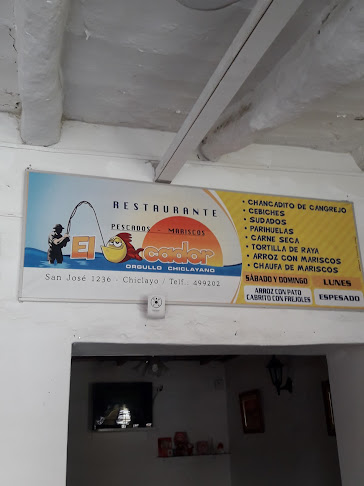 RESTAURANTE
PESCADOS - MARISCOS
El cador
ORGULLO CHICLAYANO
San José 1236 - Chiclayo / Telf.: 499202
• CHANCADITO DE CANGREJO
• CEBICHES
• SUDADOS
• PARIHUELAS
• CARNE SECA
• TORTILLA DE RAYA
• ARROZ CON MARISCOS
• CHAUFA DE MARISCOS
SÁBADO Y DOMINGO
ARROZ CON PATO
CABRITO CON FREJOLES
LUNES
ESPESADO